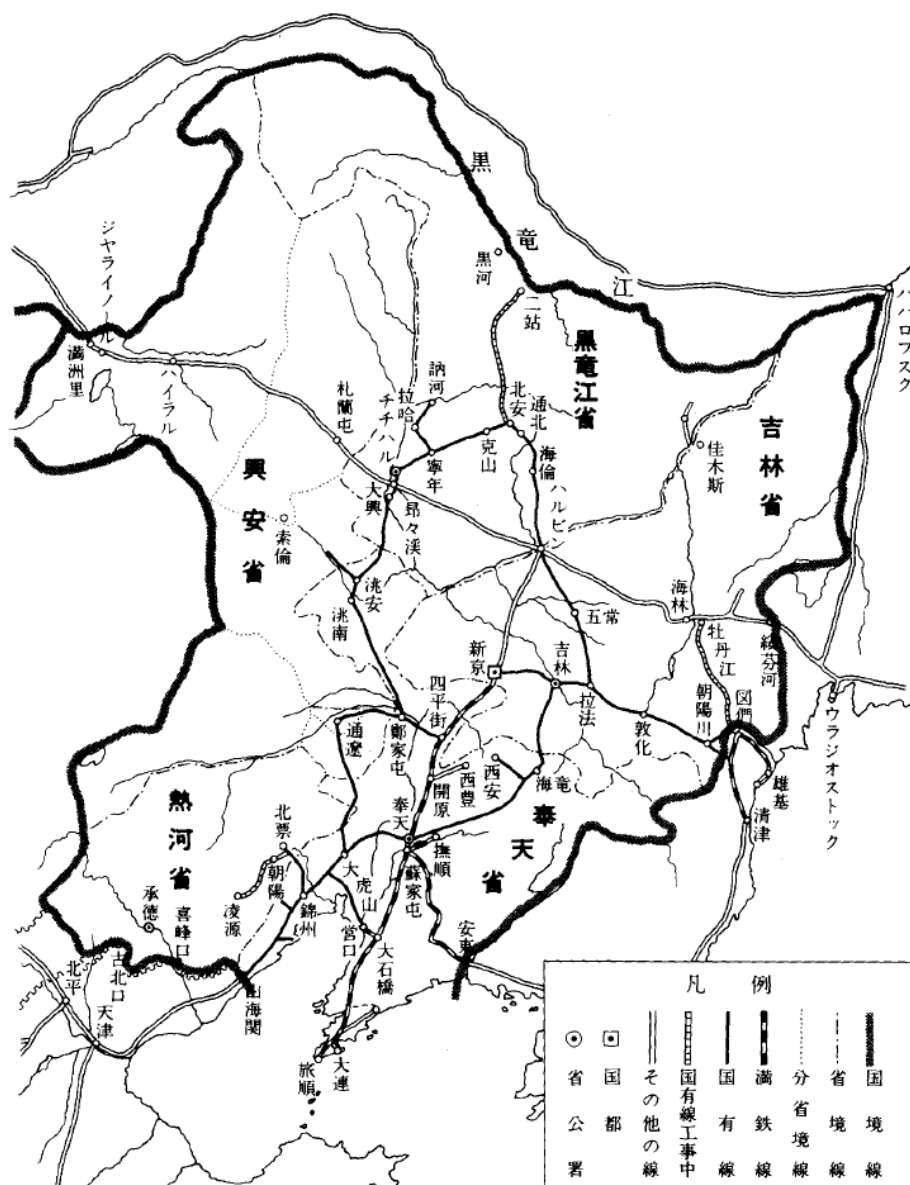 黒竜江
黒河
二站
黒竜江省
ハバロフスク
吉林省
佳木斯
ジヤライノール
満洲里
ハイラル
札蘭屯
訥河
拉哈
チチハル
寧年
克山
北安
通北
海倫
ハルビン
大興
昂々渓
興安省
索倫
洮安
洮南
五常
海林
牡丹江
綏芬河
新京
吉林
拉法
敦化
朝陽川
図們
ウラジオストック
雄基
清津
四平街
通遼
鄭家屯
開原
西豊
西安
海竜
奉天
撫順
蘇家屯
奉天省
安東
熱河省
北票
朝陽
凌源
承徳
喜峰口
古北口
北平
天津
山海関
錦州
大虎山
営口
大石橋
大連
旅順
凡例
国境線
省境線
分省境線
満鉄線
国有線
国有線工事中
その他の線
国都
省公署